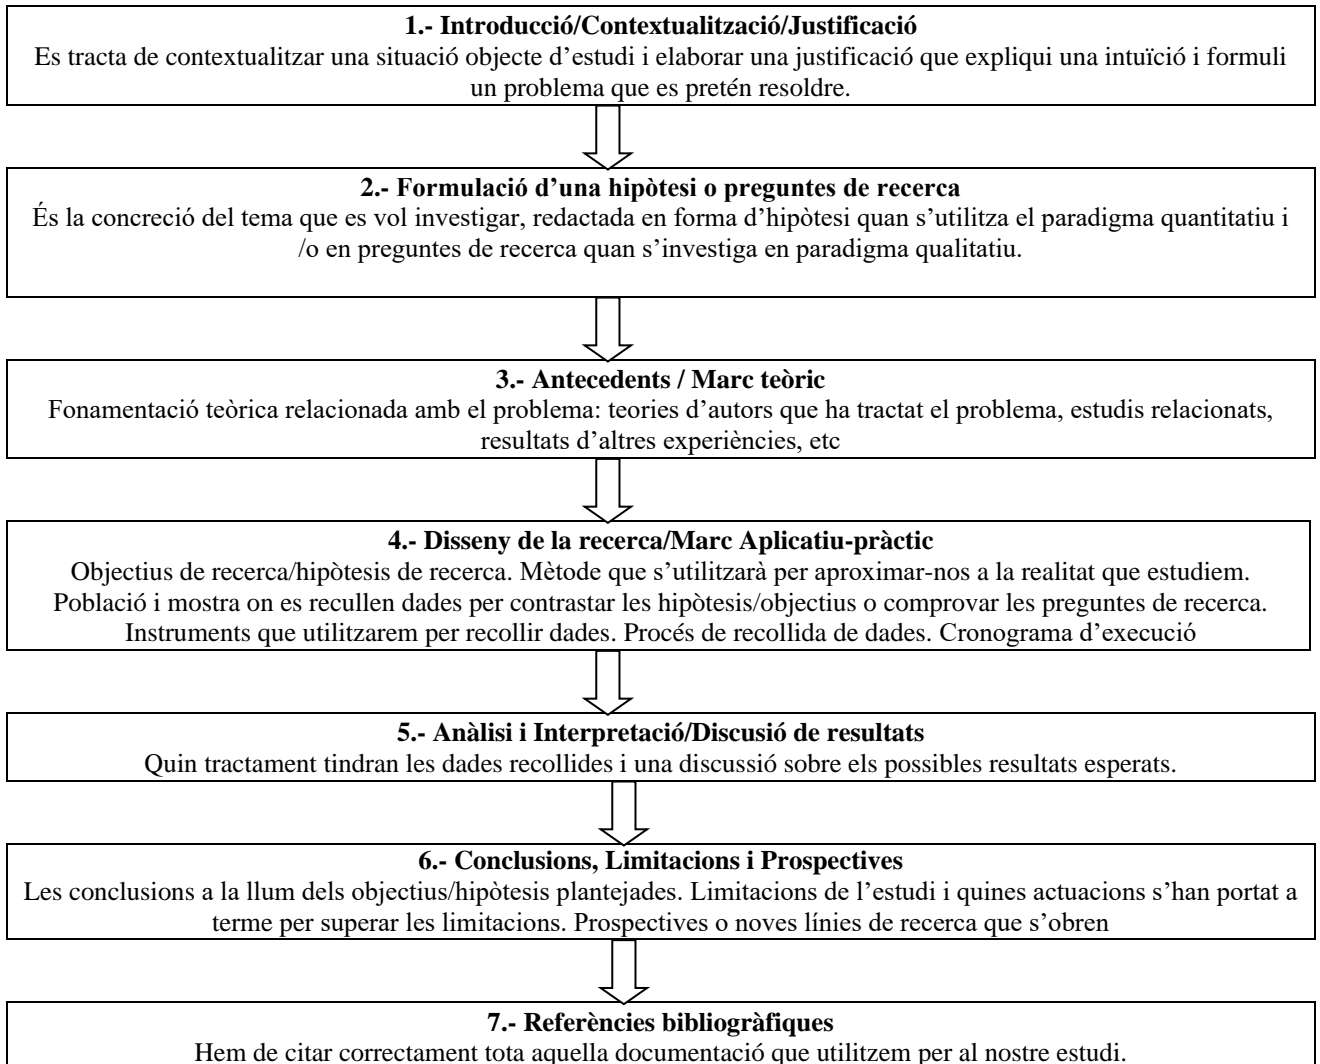 1.- Introducció/Contextualització/Justificació
Es tracta de contextualitzar una situació objecte d’estudi i elaborar una justificació que expliqui una intuïció i formuli
un problema que es pretén resoldre.
2.- Formulació d’una hipòtesi o preguntes de recerca
És la concreció del tema que es vol investigar, redactada en forma d’hipòtesi quan s’utilitza el paradigma quantitatiu i
/o en preguntes de recerca quan s’investiga en paradigma qualitatiu.
3.- Antecedents / Marc teòric
Fonamentació teòrica relacionada amb el problema: teories d’autors que ha tractat el problema, estudis relacionats,
resultats d’altres experiències, etc
4.- Disseny de la recerca/Marc Aplicatiu-pràctic
Objectius de recerca/hipòtesis de recerca. Mètode que s’utilitzarà per aproximar-nos a la realitat que estudiem.
Població i mostra on es recullen dades per contrastar les hipòtesis/objectius o comprovar les preguntes de recerca.
Instruments que utilitzarem per recollir dades. Procés de recollida de dades. Cronograma d’execució
5.- Anàlisi i Interpretació/Discusió de resultats
Quin tractament tindran les dades recollides i una discussió sobre els possibles resultats esperats.
6.- Conclusions, Limitacions i Prospectives
Les conclusions a la llum dels objectius/hipòtesis plantejades. Limitacions de l’estudi i quines actuacions s’han portat a
terme per superar les limitacions. Prospectives o noves línies de recerca que s’obren
7.- Referències bibliogràfiques
Hem de citar correctament tota aquella documentació que utilitzem per al nostre estudi.